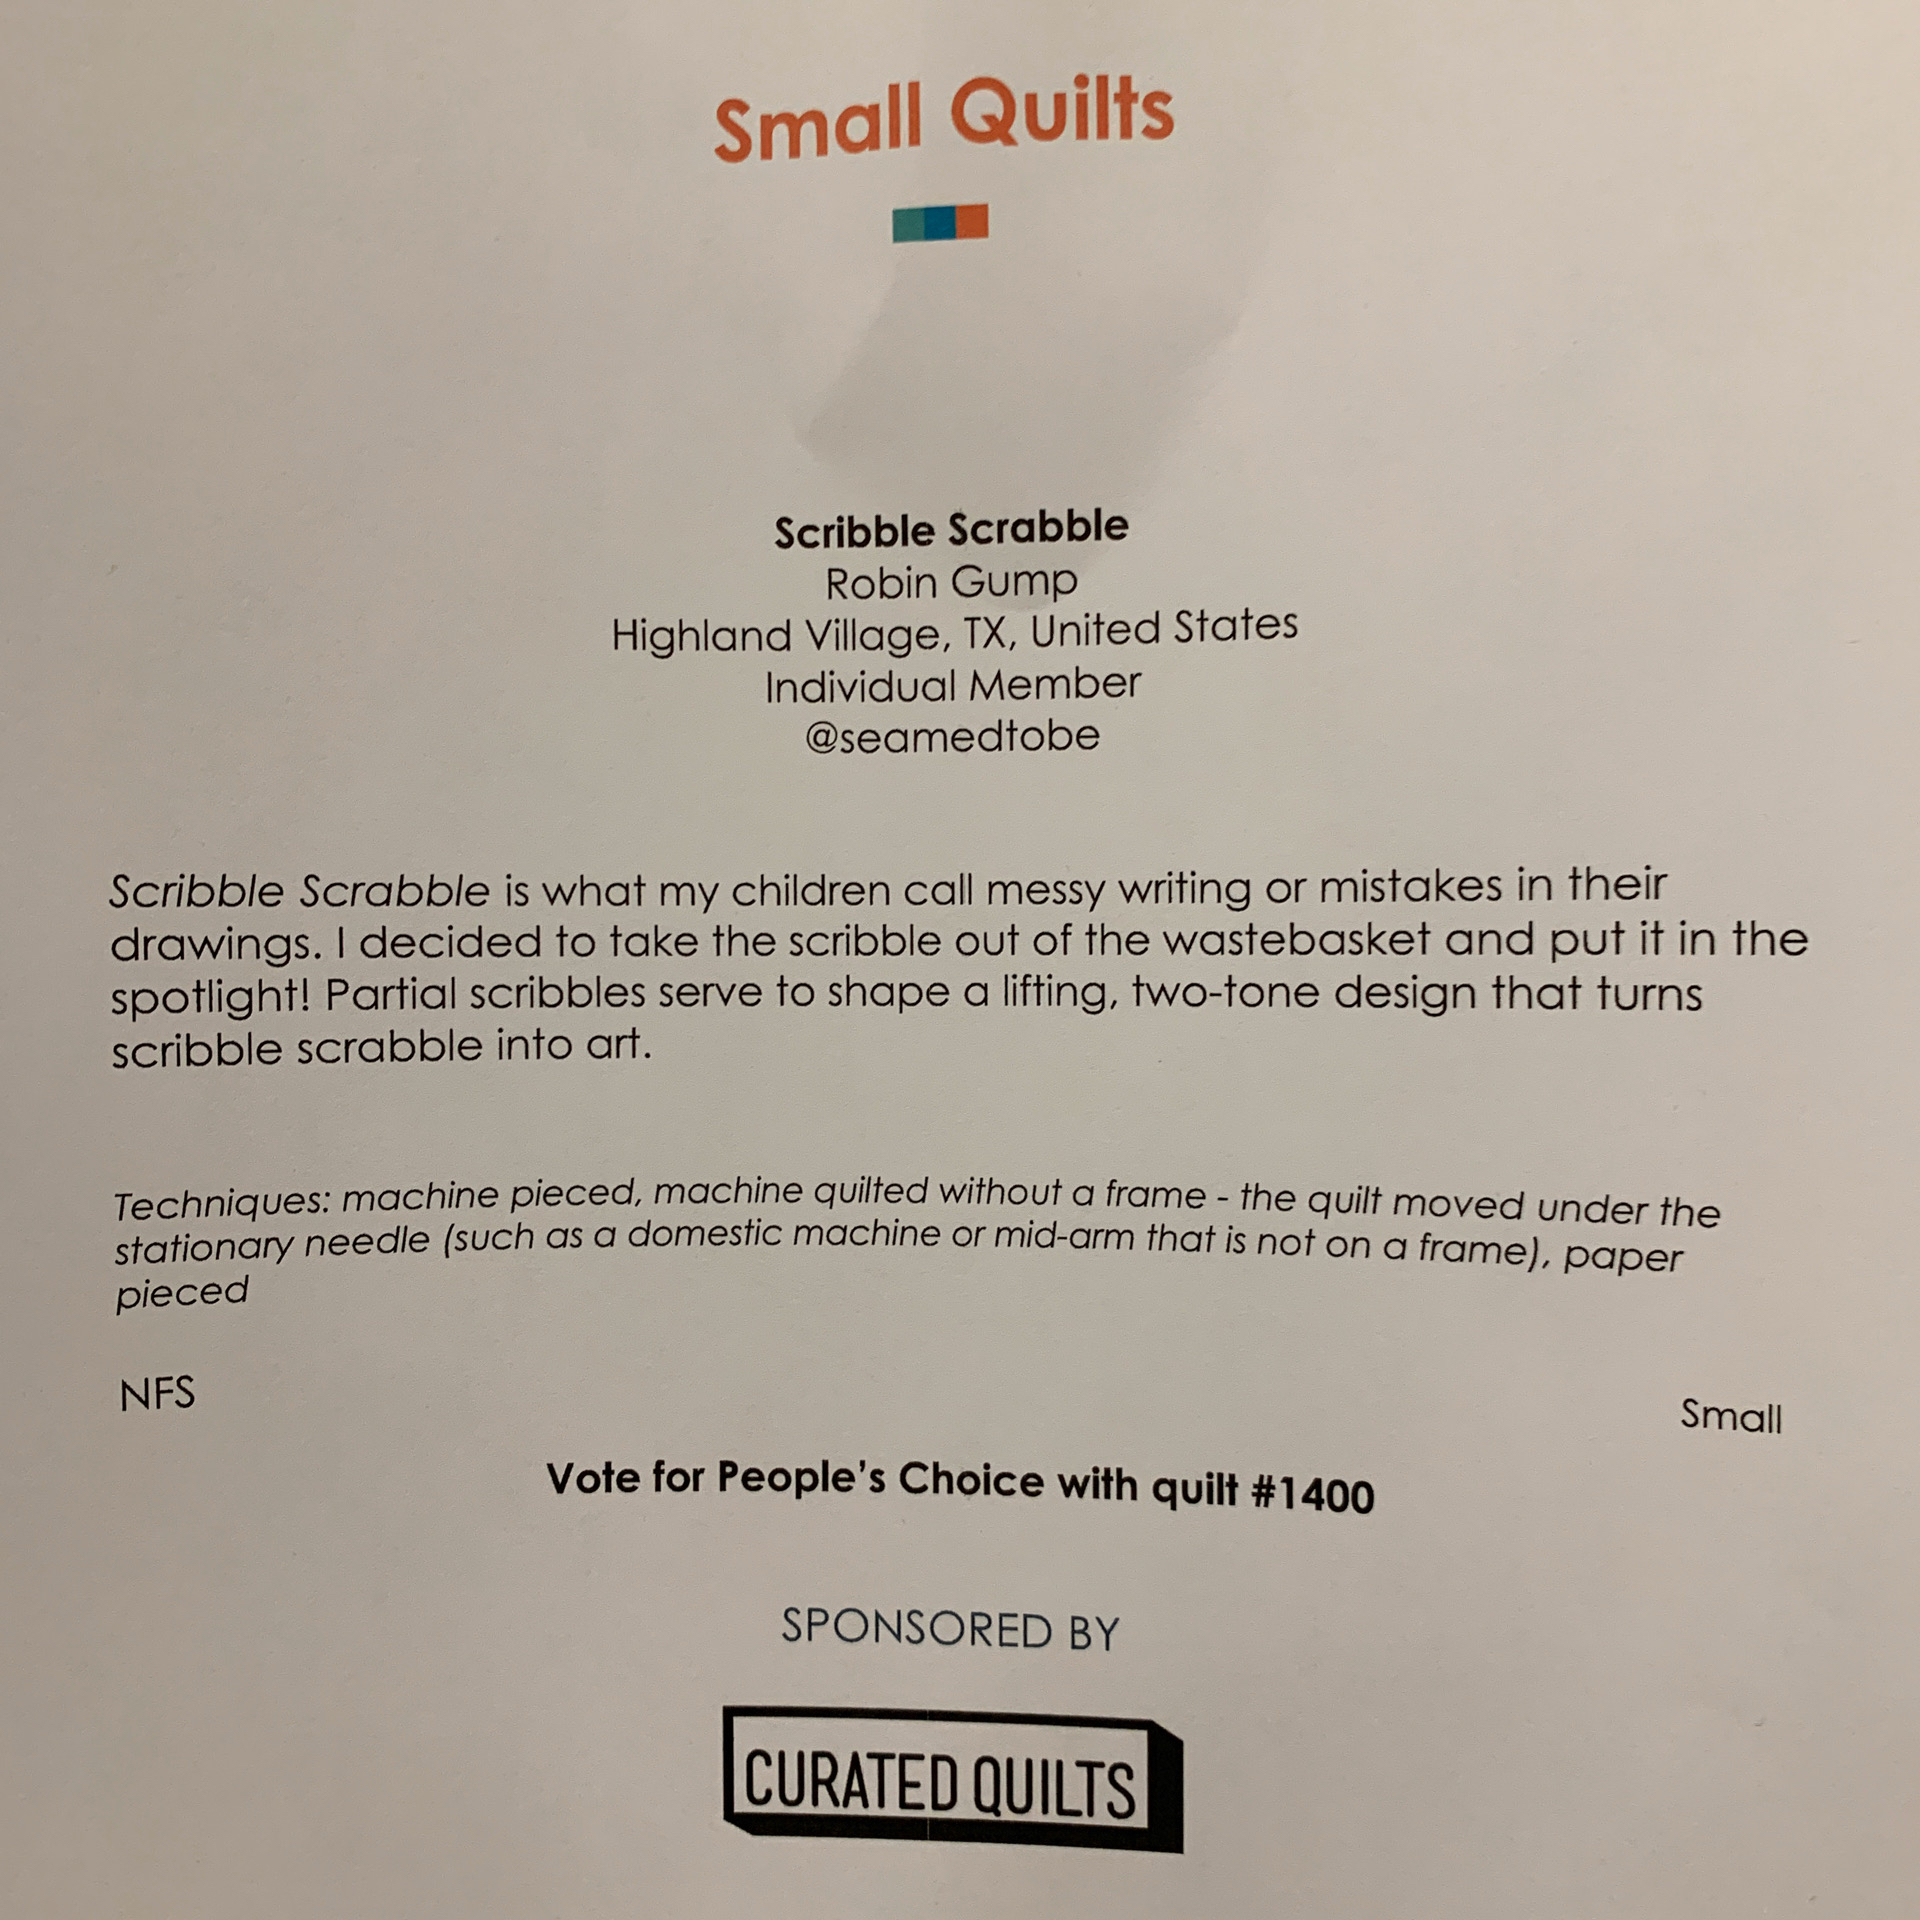 Small Quilts
Scribble Scrabble
Robin Gump
Highland Village, TX, United States
Individual Member
@seamedtobe
Scribble Scrabble is what my children call messy writing or mistakes in their
drawings. I decided to take the scribble out of the wastebasket and put it in the
spotlight! Partial scribbles serve to shape a lifting, two-tone design that turns
scribble scrabble into art.
Techniques: machine pieced, machine quilted without a frame - the quilt moved under the
stationary needle (such as a domestic machine or mid-arm that is not on a frame), paper
pieced
NFS
Small
Vote for People's Choice with quilt #1400
SPONSORED BY
CURATED QUILTS